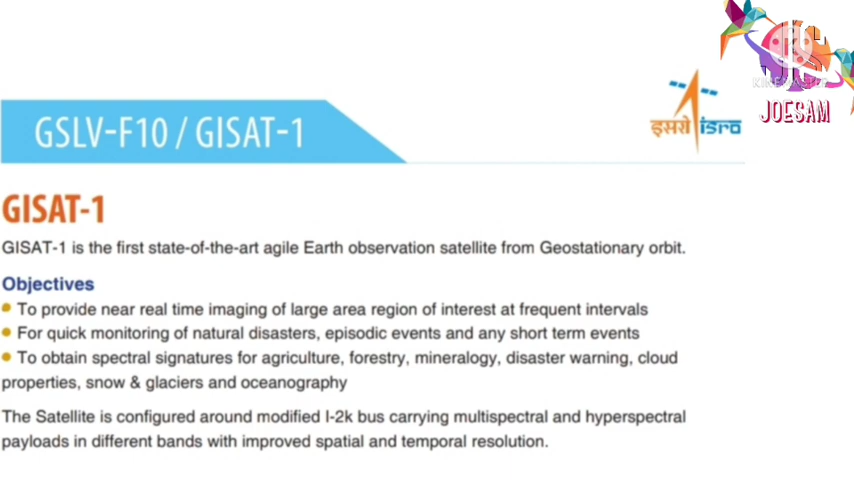 KINEMASTER
JOESAM
इसरो isro
GSLV-F10 / GISAT-1
GISAT-1
GISAT-1 is the first state-of-the-art agile Earth observation satellite from Geostationary orbit.
Objectives
To provide near real time imaging of large area region of interest at frequent intervals
For quick monitoring of natural disasters, episodic events and any short term events
To obtain spectral signatures for agriculture, forestry, mineralogy, disaster warning, cloud
properties, snow & glaciers and oceanography
The Satellite is configured around modified I-2k bus carrying multispectral and hyperspectral
payloads in different bands with improved spatial and temporal resolution.